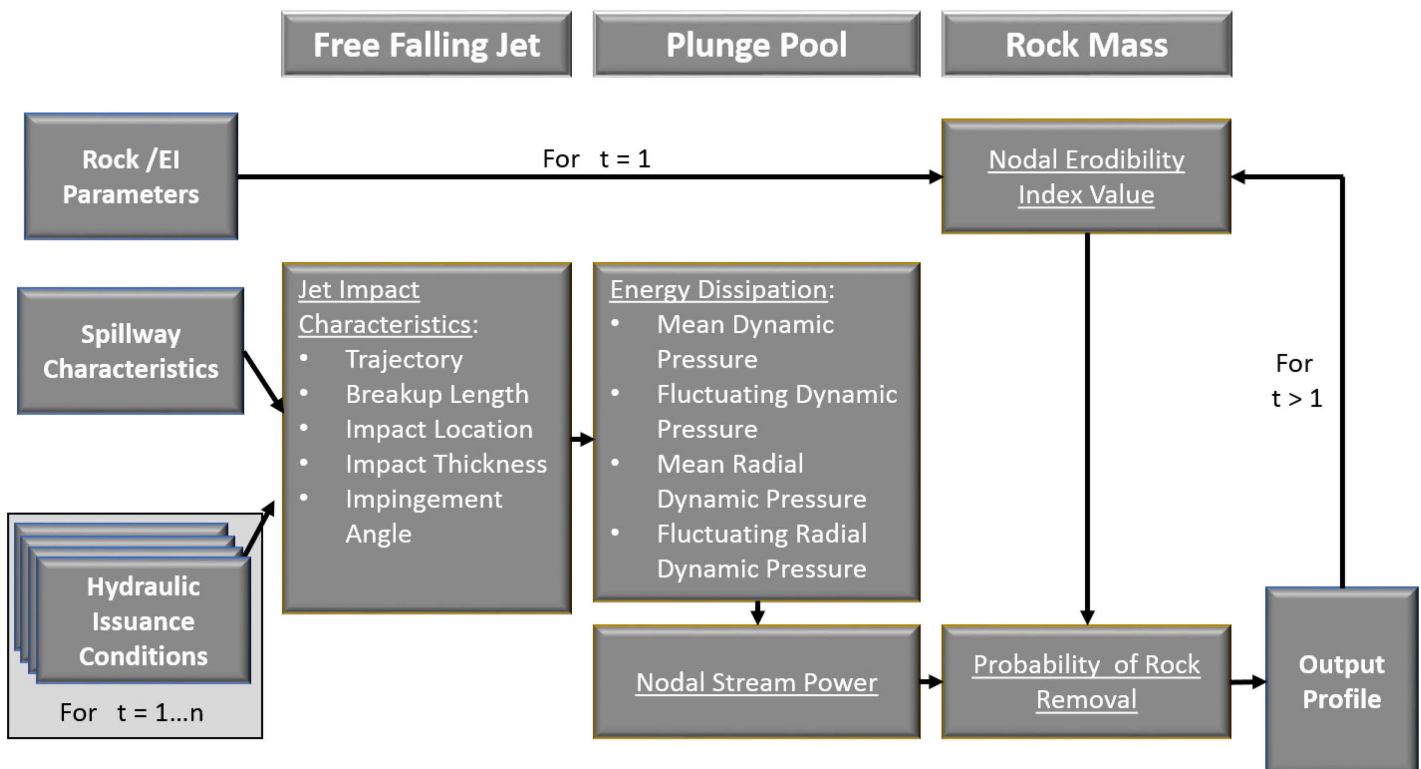 Free Falling Jet
Plunge Pool
Rock Mass
Rock /EI
Parameters
For t = 1
Nodal Erodibility
Index Value
Spillway
Characteristics
Jet Impact
Characteristics:
• Trajectory
• Breakup Length
• Impact Location
• Impact Thickness
• Impingement
Angle
Energy Dissipation:
• Mean Dynamic
Pressure
• Fluctuating Dynamic
Pressure
• Mean Radial
Dynamic Pressure
• Fluctuating Radial
Dynamic Pressure
For
t > 1
Hydraulic
Issuance
Conditions
For t = 1...n
Nodal Stream Power
Probability of Rock
Removal
Output
Profile